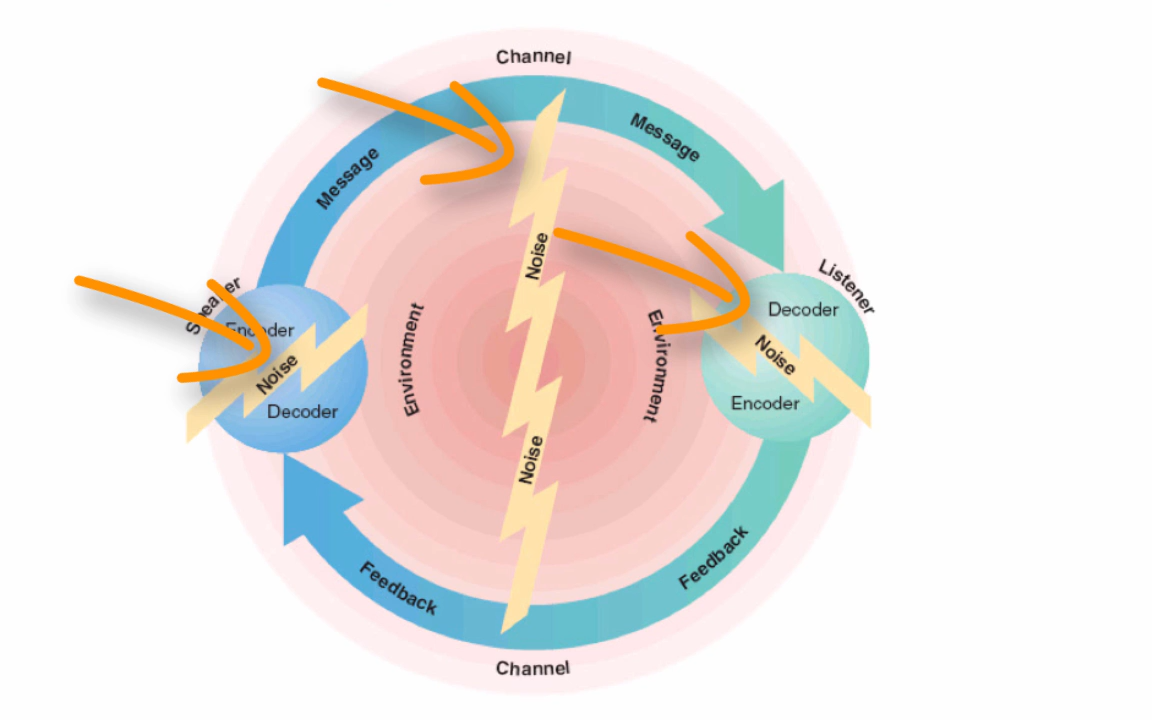 Channel
Message
Message
Noise
Speaker
Listener
Encoder
Noise
Decoder
Environment
Environment
Decoder
Noise
Encoder
Noise
Feedback
Feedback
Channel